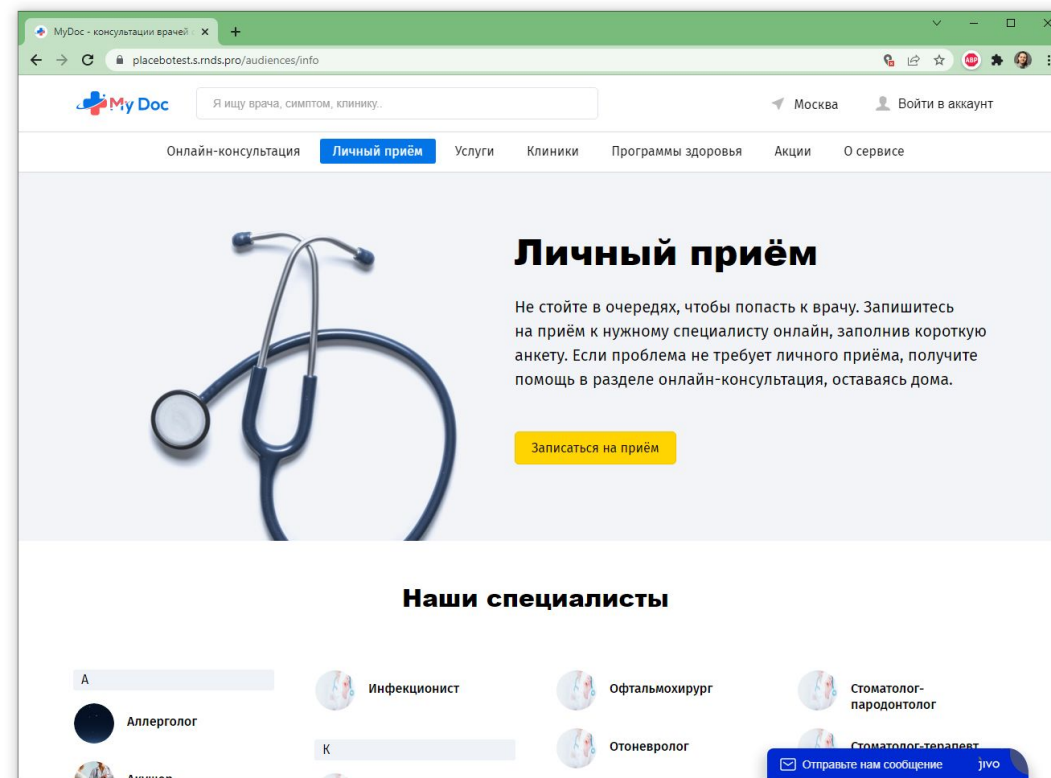 MyDoc - консультации врачей
placebotest.s.rnds.pro/audiences/info
ABP
My Doc
Я ищу врача, симптом, клинику..
Москва
Войти в аккаунт
Онлайн-консультация Личный приём Услуги Клиники Программы здоровья Акции О сервисе
Личный приём
Не стойте в очередях, чтобы попасть к врачу. Запишитесь
на приём к нужному специалисту онлайн, заполнив короткую
анкету. Если проблема не требует личного приёма, получите
помощь в разделе онлайн-консультация, оставаясь дома.
Записаться на приём
Наши специалисты
А
Аллерголог
Акушер
Инфекционист
К
Офтальмохирург
Отоневролог
Стоматолог-
пародонтолог
Стоматолог-терапевт
Отправьте нам сообщение jivo